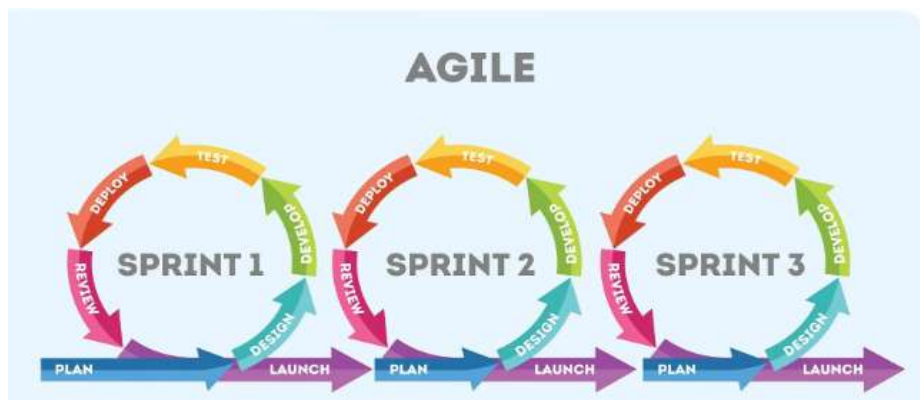 AGILE
TEST
TEST
TEST
DEPLOY
DEVELOP
DEPLOY
DEVELOP
DEPLOY
DEVELOP
SPRINT 1
SPRINT 2
SPRINT 3
REVIEW
DESIGN
REVIEW
DESIGN
REVIEW
DESIGN
PLAN
LAUNCH
PLAN
LAUNCH
PLAN
LAUNCH